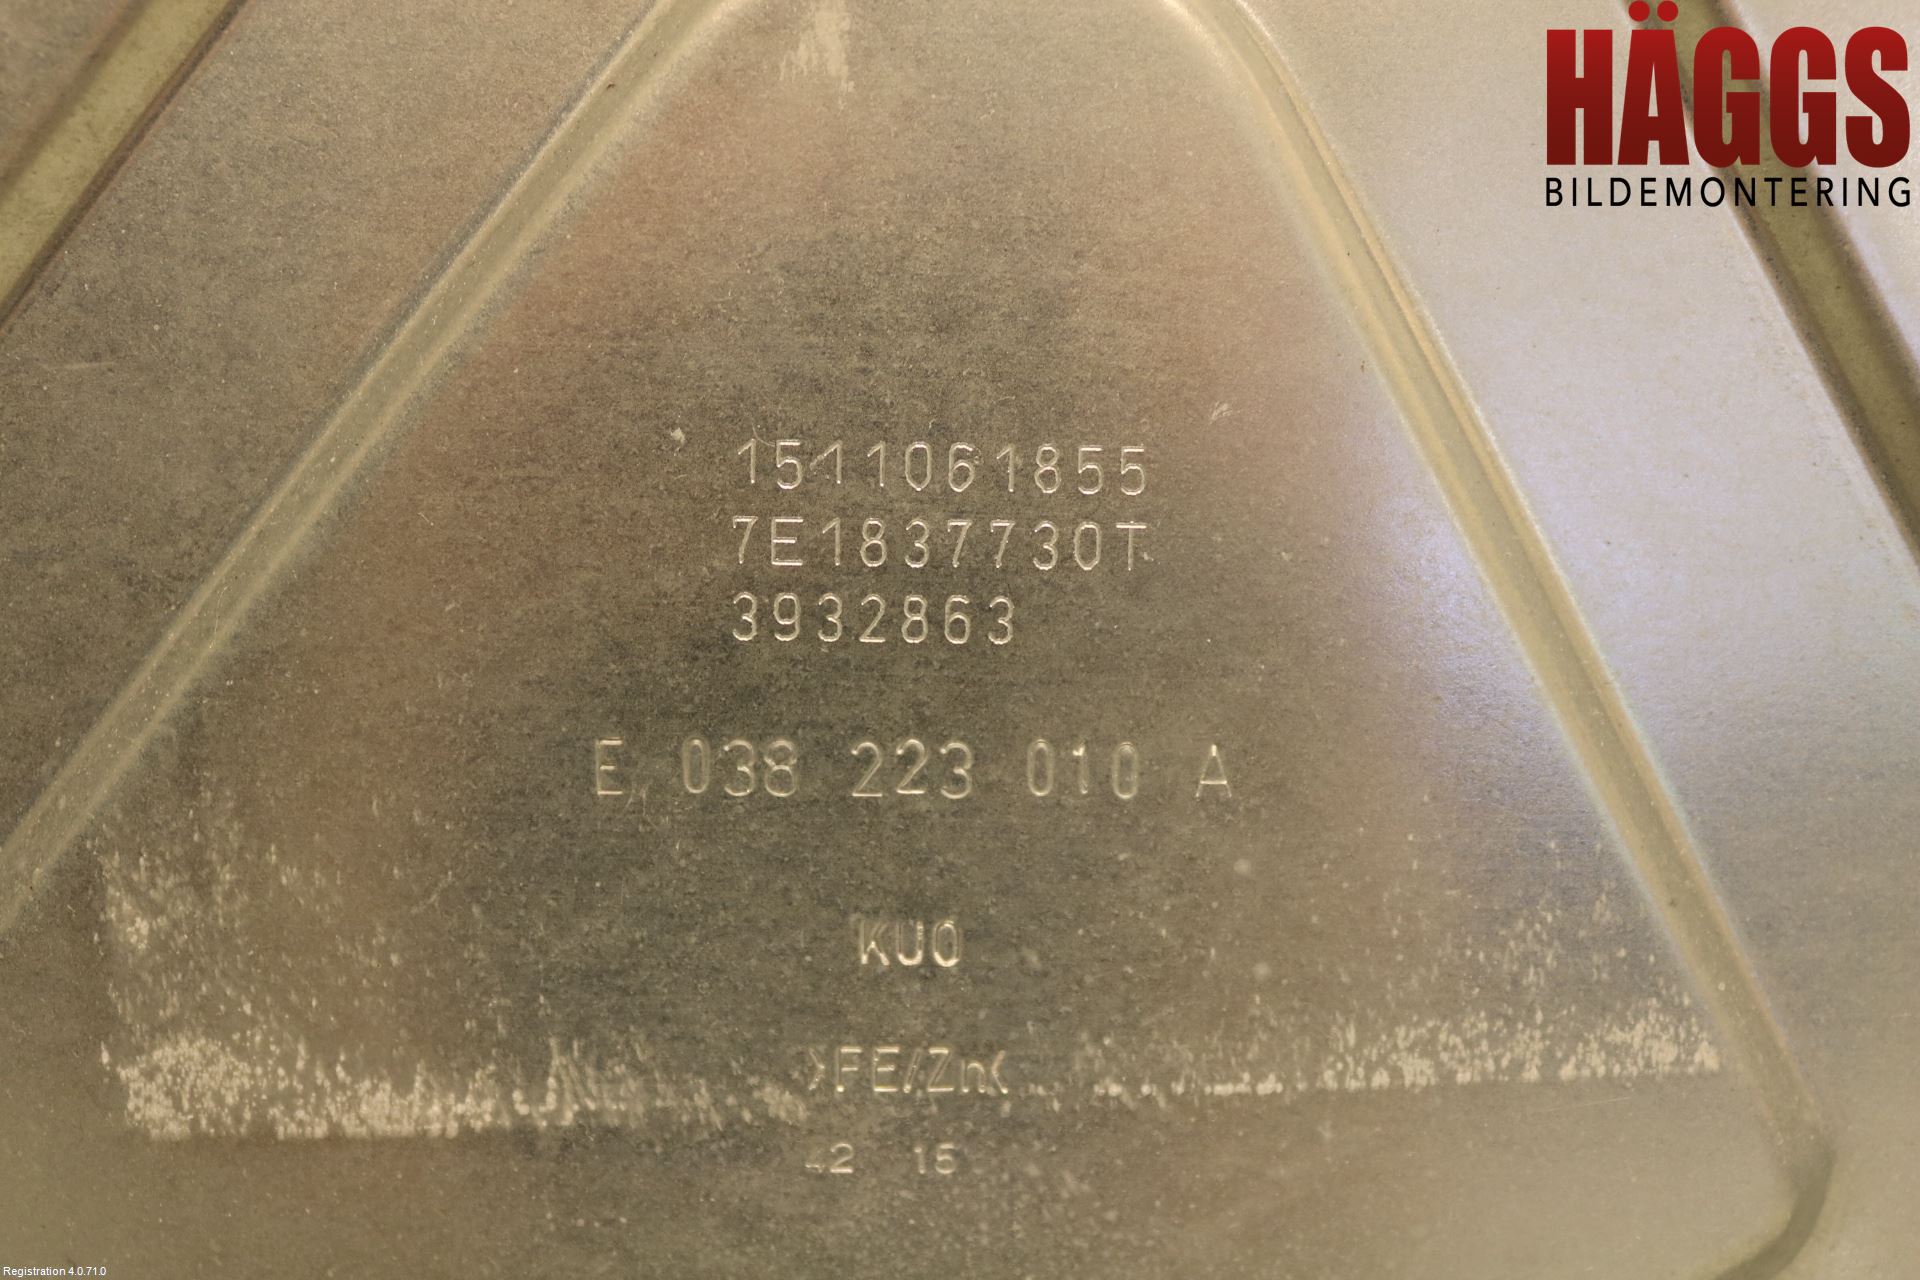 HÄGGS
BILDEMONTERING
1511061855
7E1837730T
3932863
E 038 223 010 A
KUO
>FE/Zn<
42 15
Registration 4.0.71.0